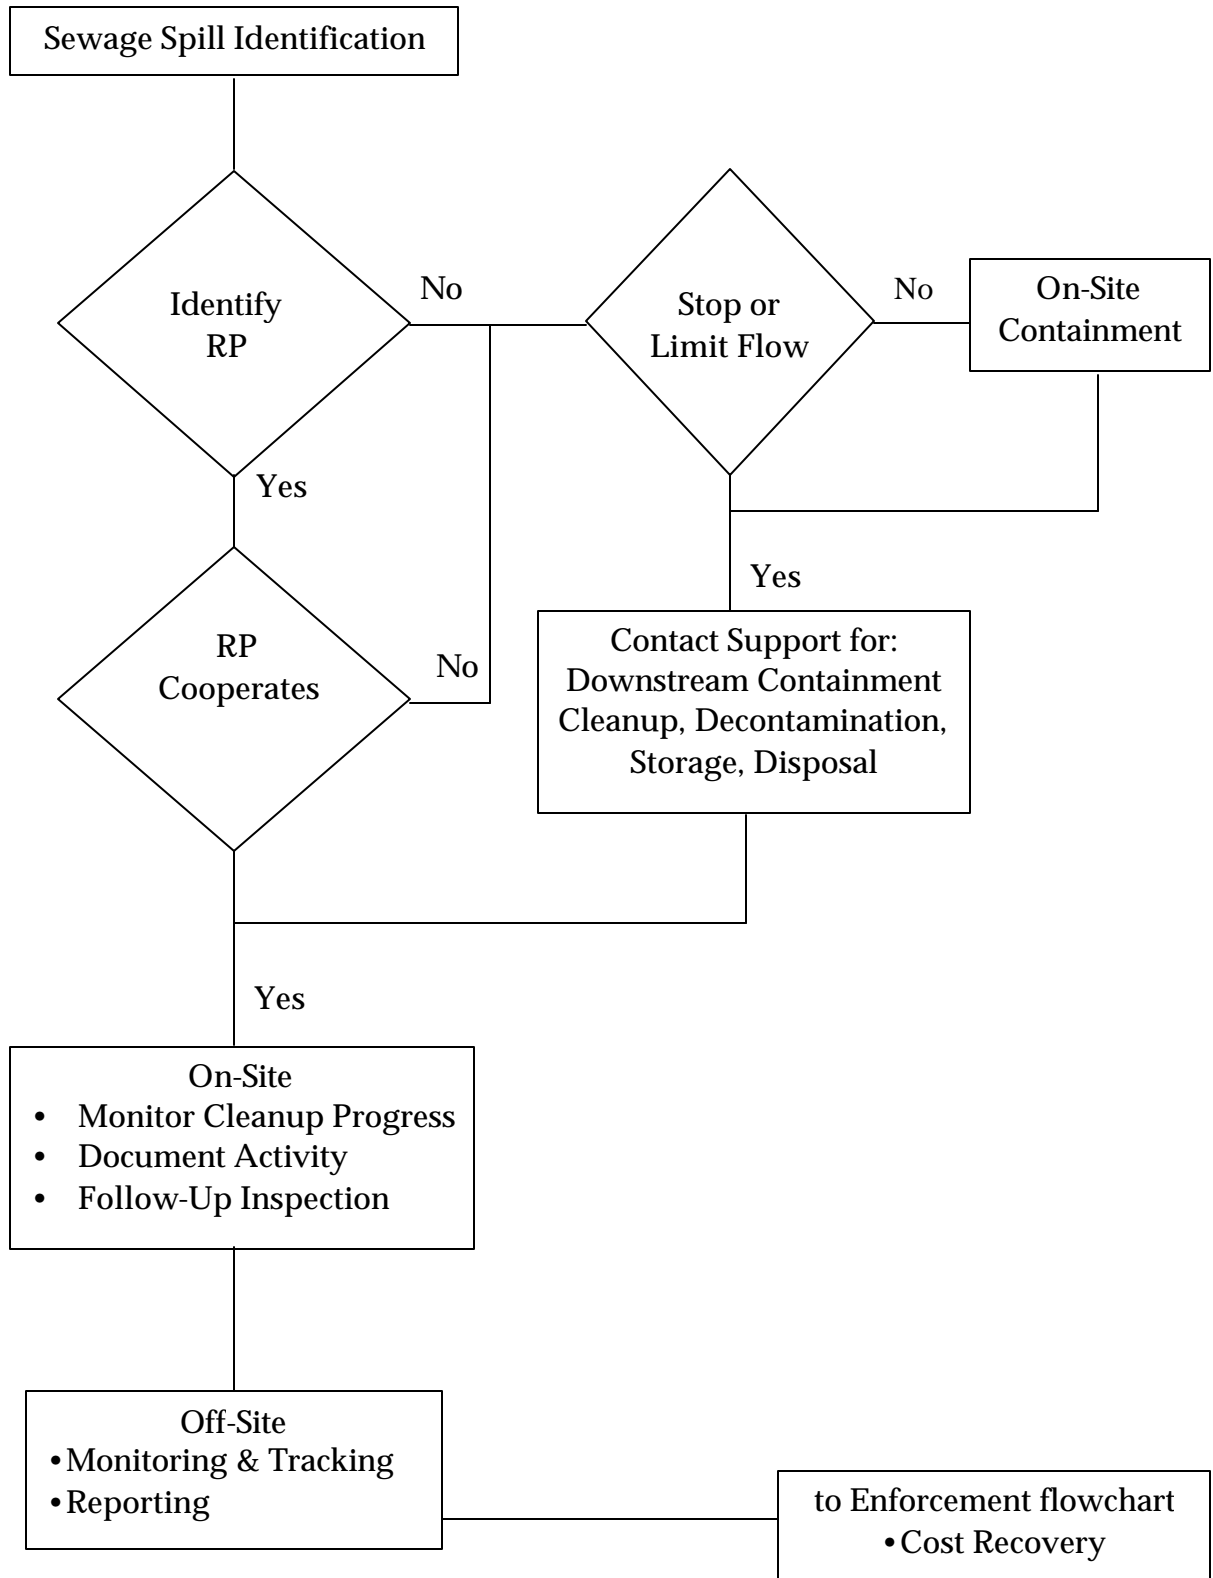 Sewage Spill Identification
Identify
RP
No
Stop or
Limit Flow
No
On-Site
Containment
Yes
RP
Cooperates
No
Yes
Contact Support for:
Downstream Containment
Cleanup, Decontamination,
Storage, Disposal
Yes
On-Site
• Monitor Cleanup Progress
• Document Activity
• Follow-Up Inspection
Off-Site
• Monitoring & Tracking
• Reporting
to Enforcement flowchart
• Cost Recovery